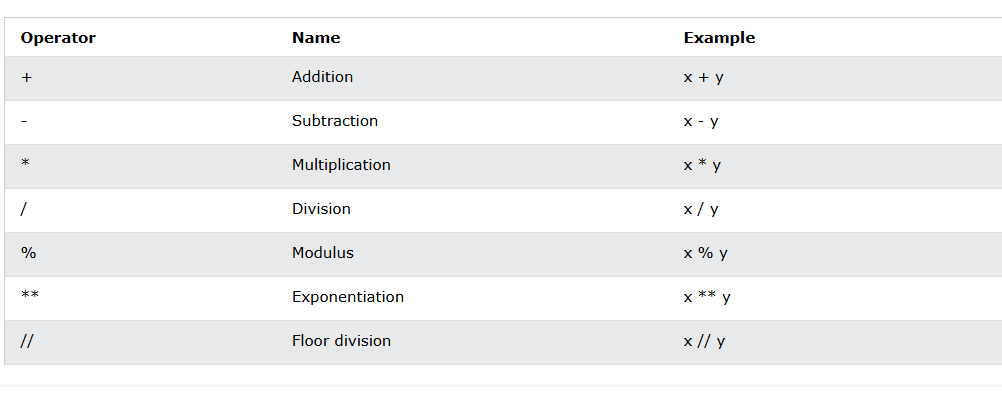 Operator Name Example
+ Addition x + y
- Subtraction x - y
* Multiplication x * y
/ Division x / y
% Modulus x % y
** Exponentiation x ** y
// Floor division x // y